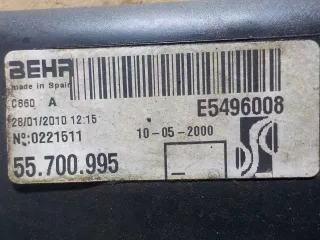 BEHR
made in Spain
C860 A
E5496008
28/01/2010 12:15
10-05-2000
Nº:0221511
55.700.995